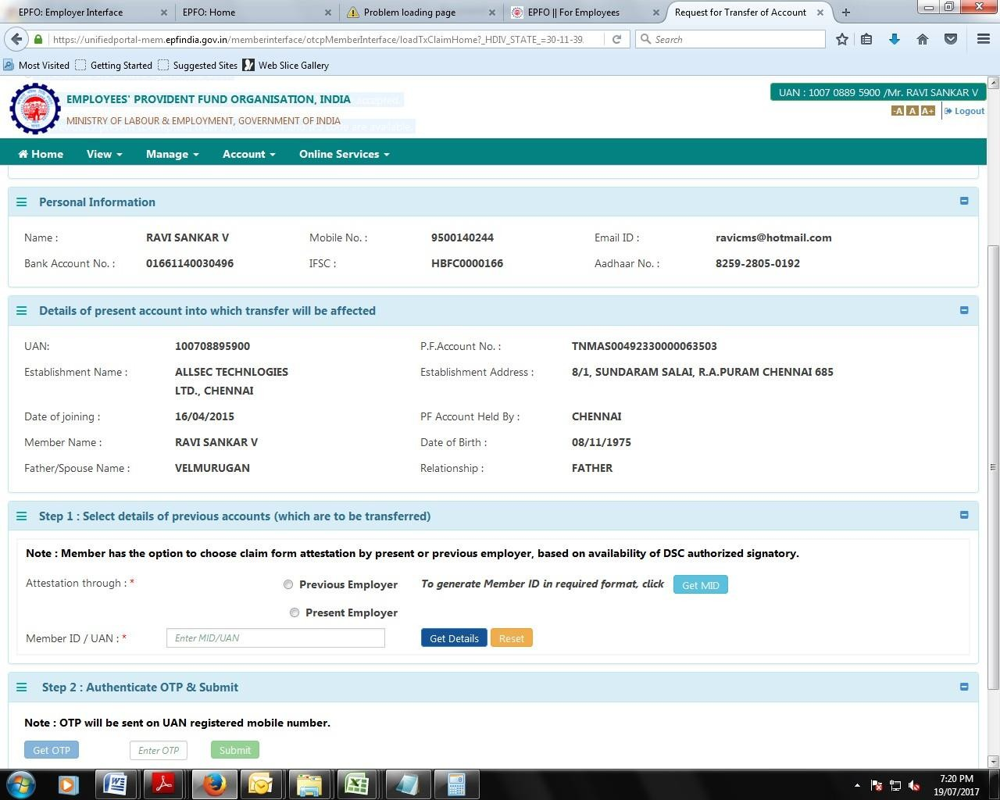 EPFO: Employer Interface
EPFO: Home
Problem loading page
EPFO || For Employees
Request for Transfer of Account
https://unifiedportal-mem.epfindia.gov.in/memberinterface/otcpMemberInterface/loadTxClaimHome?_HDIV_STATE_=30-11-39.
Search
Most Visited
Getting Started
Suggested Sites
Web Slice Gallery
EMPLOYEES' PROVIDENT FUND ORGANISATION, INDIA
accepted.
MINISTRY OF LABOUR & EMPLOYMENT, GOVERNMENT OF INDIA
are available.
UAN : 1007 0889 5900 /Mr. RAVI SANKAR V
-A A A+ Logout
Home View Manage Account Online Services
Personal Information
Name : RAVI SANKAR V Mobile No. : 9500140244 Email ID : ravicms@hotmail.com
Bank Account No. : 01661140030496 IFSC : HBFC0000166 Aadhaar No. : 8259-2805-0192
Details of present account into which transfer will be affected
UAN: 100708895900 P.F.Account No. : TNMAS00492330000063503
Establishment Name : ALLSEC TECHNLOGIES Establishment Address : 8/1, SUNDARAM SALAI, R.A.PURAM CHENNAI 685
LTD., CHENNAI
Date of joining : 16/04/2015 PF Account Held By : CHENNAI
Member Name : RAVI SANKAR V Date of Birth : 08/11/1975
Father/Spouse Name : VELMURUGAN Relationship : FATHER
Step 1 : Select details of previous accounts (which are to be transferred)
Note : Member has the option to choose claim form attestation by present or previous employer, based on availability of DSC authorized signatory.
Attestation through : * Previous Employer To generate Member ID in required format, click Get MID
Present Employer
Member ID / UAN : * Enter MID/UAN Get Details Reset
Step 2 : Authenticate OTP & Submit
Note : OTP will be sent on UAN registered mobile number.
Get OTP Enter OTP Submit
7:20 PM
19/07/2017